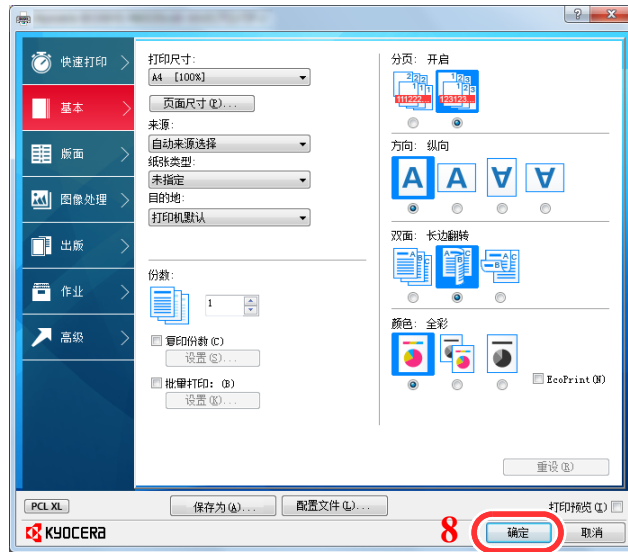 快速打印
基本
版面
图像处理
出版
作业
高级
打印尺寸:
A4 [100%]
页面尺寸(P)...
来源:
自动来源选择
纸张类型:
未指定
目的地:
打印机默认
份数:
1
复印份数(C)
设置(S)...
批量打印: (B)
设置(K)...
分页: 开启
111222... 123123...
方向: 纵向
A A A A
双面: 长边翻转
颜色: 全彩
EcoPrint(N)
重设(R)
PCL XL
保存为(A)...
配置文件(L)...
打印预览(I)
KYOCERA
8
确定
取消